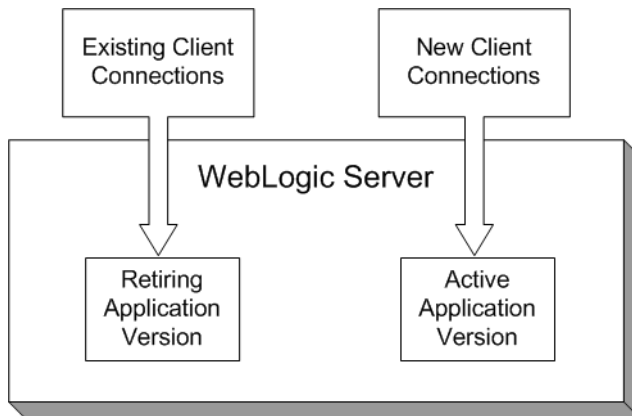 Existing Client
Connections
New Client
Connections
WebLogic Server
Retiring
Application
Version
Active
Application
Version